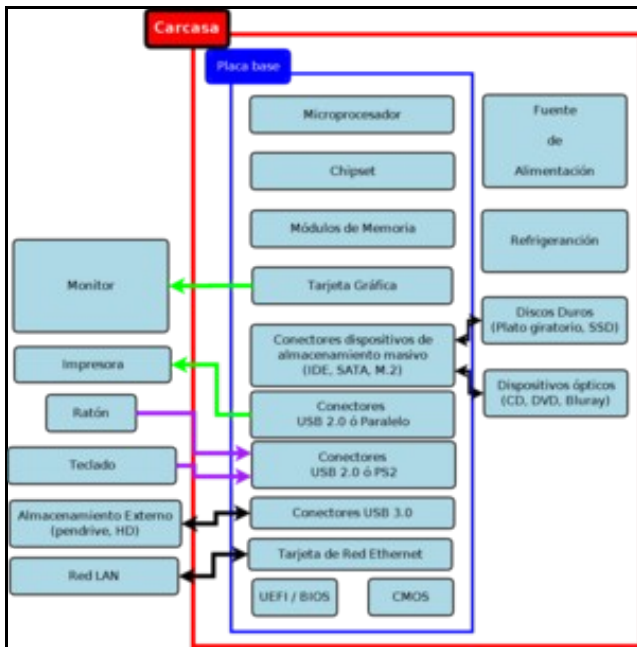 Carcasa
Placa base
Microprocesador
Fuente
de
Alimentación
Chipset
Módulos de Memoria
Refrigeranción
Monitor
Tarjeta Gráfica
Discos Duros
(Plato giratorio, SSD)
Conectores dispositivos de
almacenamiento masivo
(IDE, SATA, M.2)
Impresora
Dispositivos ópticos
(CD, DVD, Bluray)
Ratón
Conectores
USB 2.0 ó Paralelo
Teclado
Conectores
USB 2.0 ó PS2
Almacenamiento Externo
(pendrive, HD)
Conectores USB 3.0
Red LAN
Tarjeta de Red Ethernet
UEFI / BIOS
CMOS